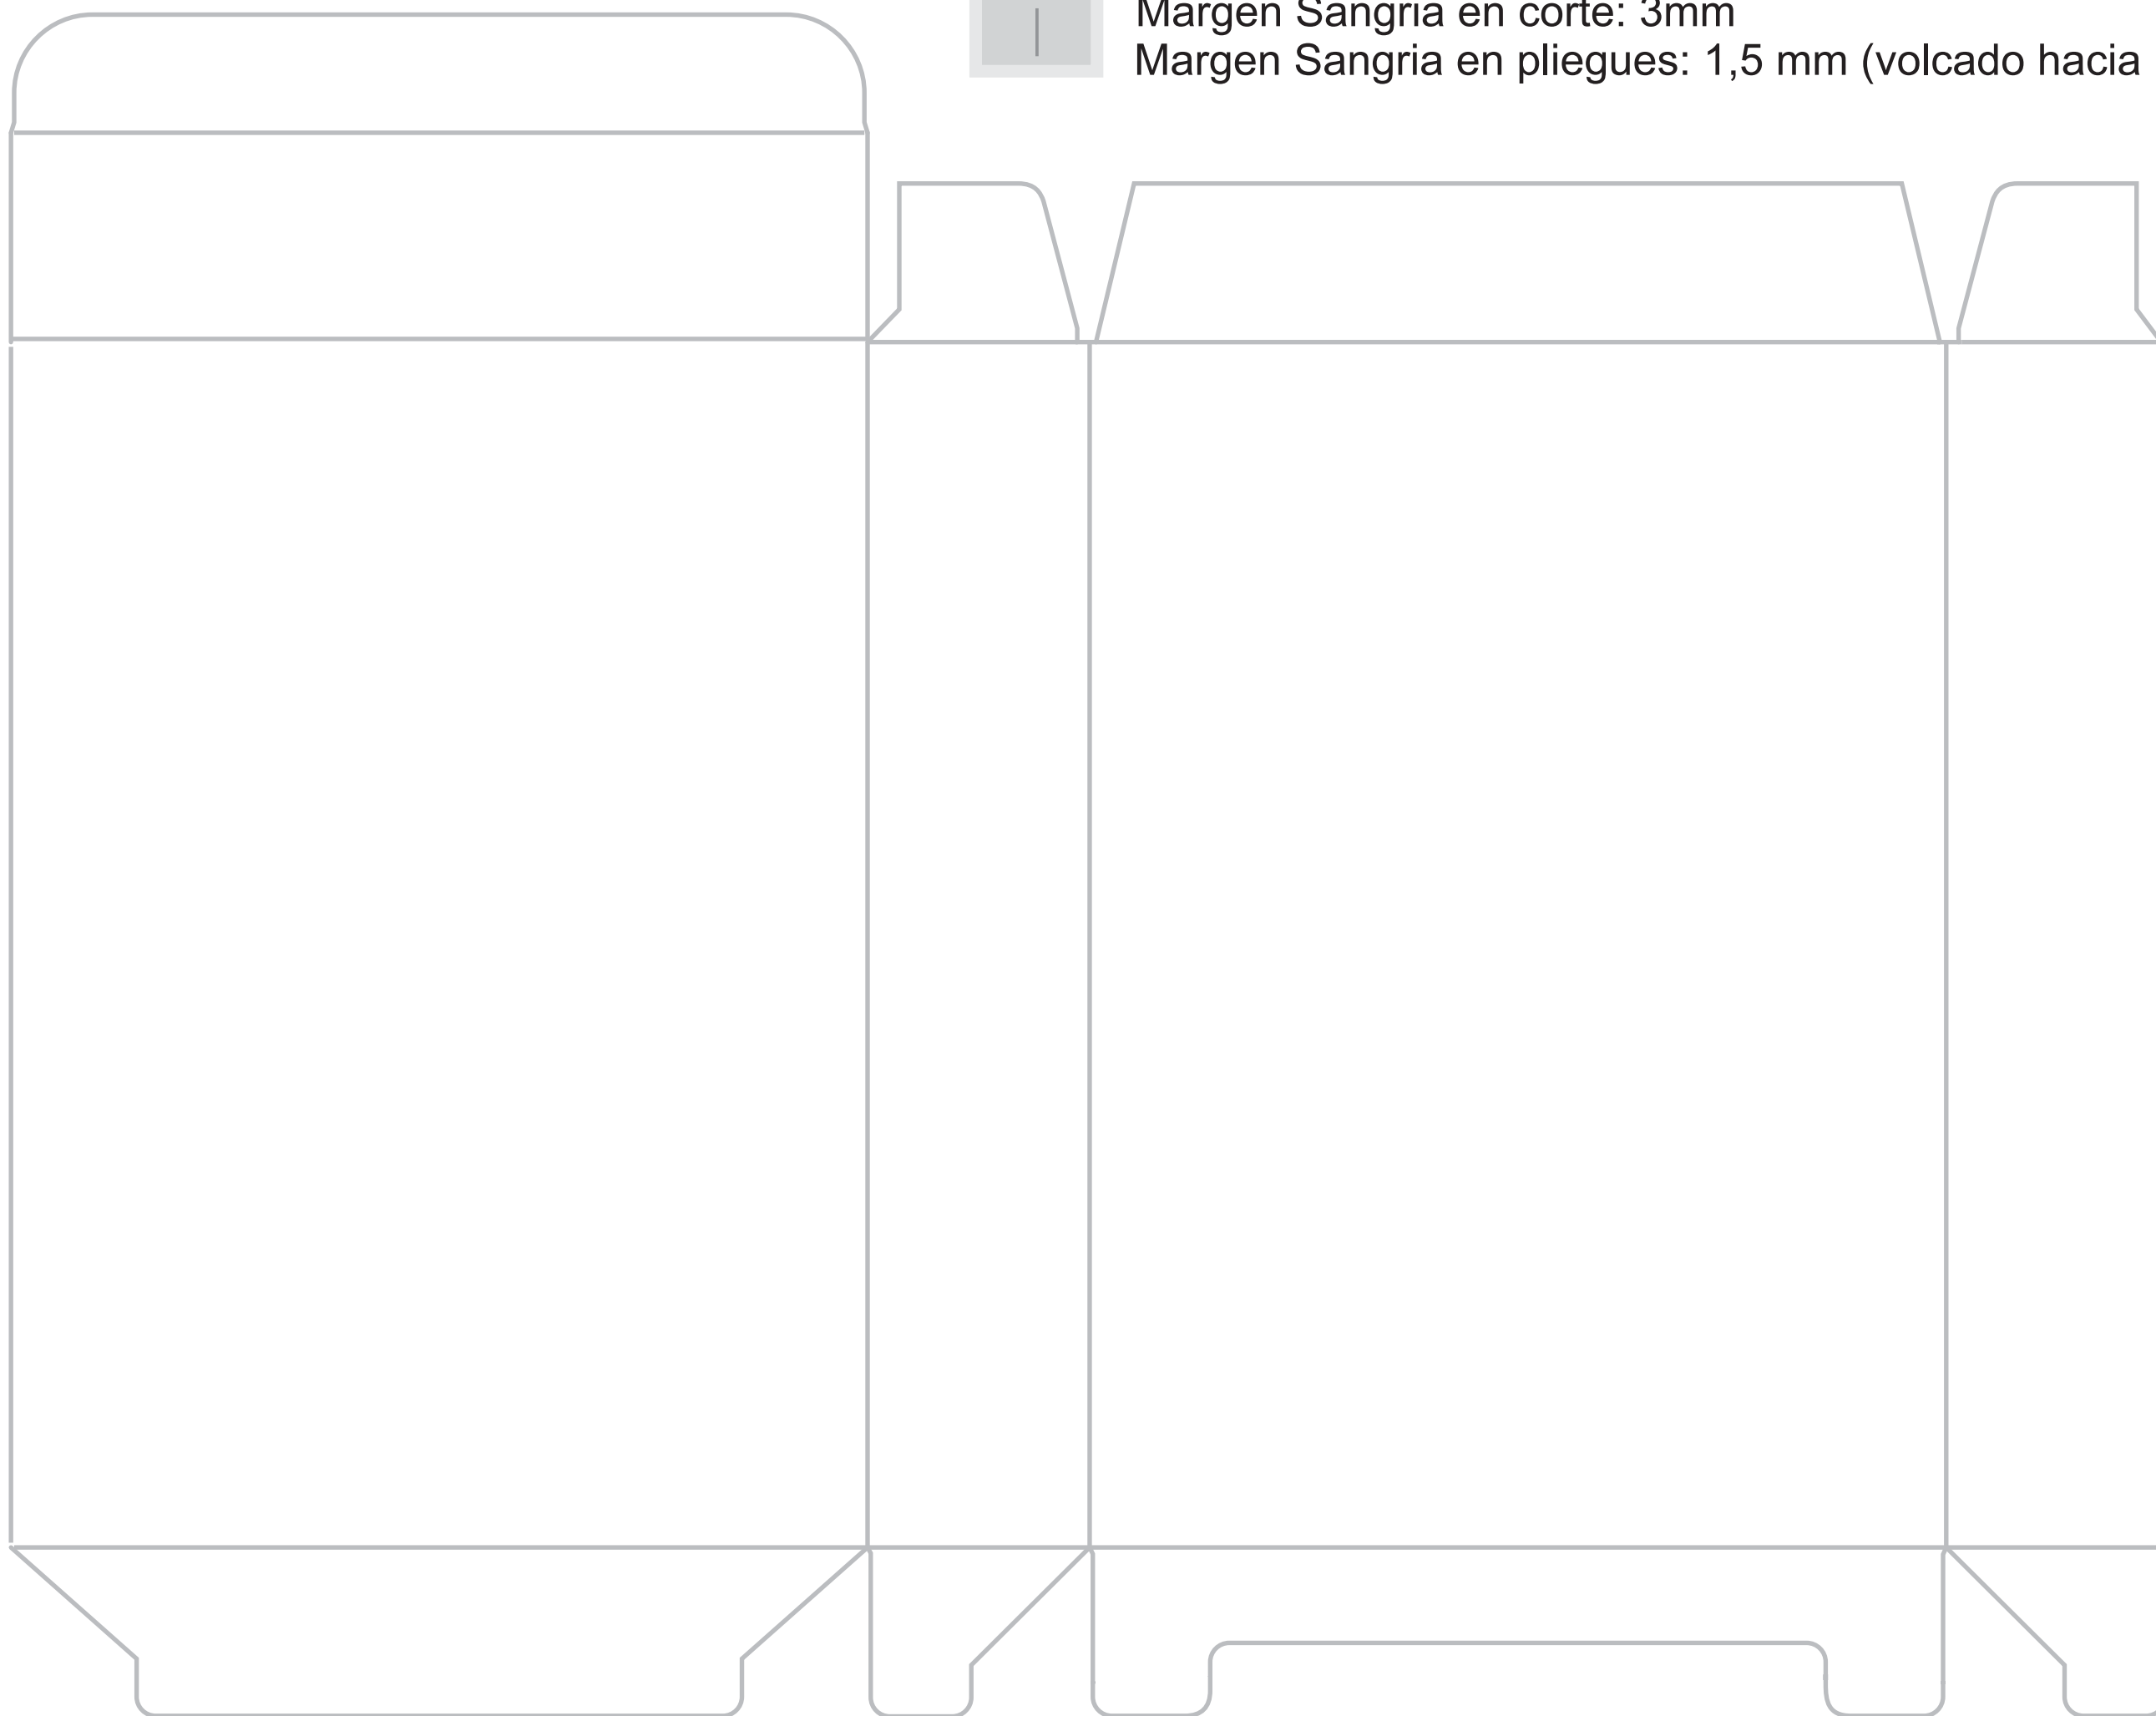 Margen Sangria en corte: 3mm
Margen Sangria en pliegues: 1,5 mm (volcado hacia